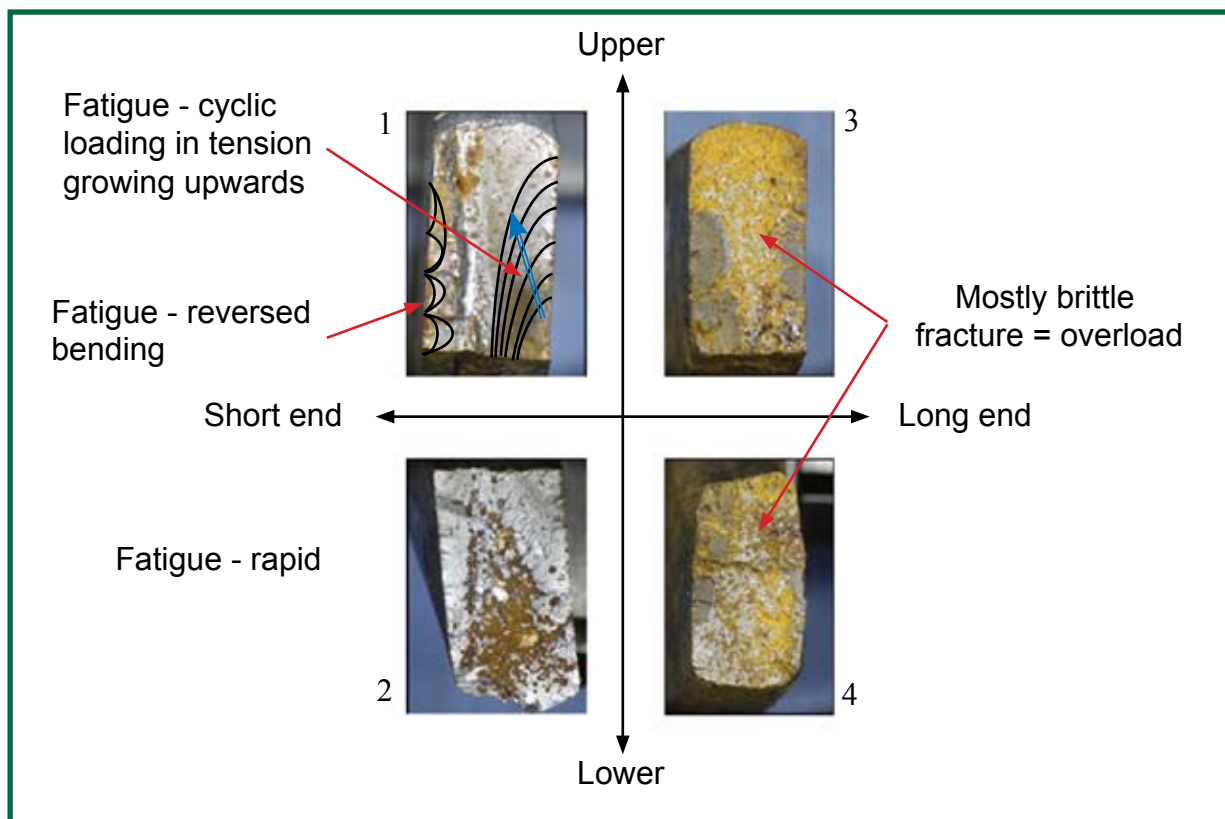 Upper
Fatigue - cyclic
loading in tension
growing upwards
1
3
Fatigue - reversed
bending
Mostly brittle
fracture = overload
Short end
Long end
Fatigue - rapid
2
4
Lower